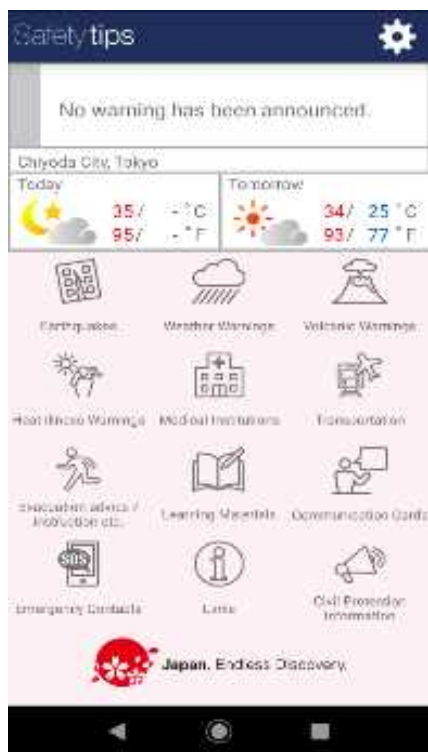 Safety tips
No warning has been announced.
Chiyoda City, Tokyo
Today
Tomorrow
35/ - °C
95/ - °F
34/ 25 °C
93/ 77 °F
Earthquakes
Weather Warnings
Volcanic Warnings
Heat Illness Warnings
Medical Institutions
Transportation
Evacuation advice /
Instruction etc.
Learning Materials
Communication Cards
SOS
Emergency Contacts
Links
Civil Protection
Information
Japan. Endless Discovery.